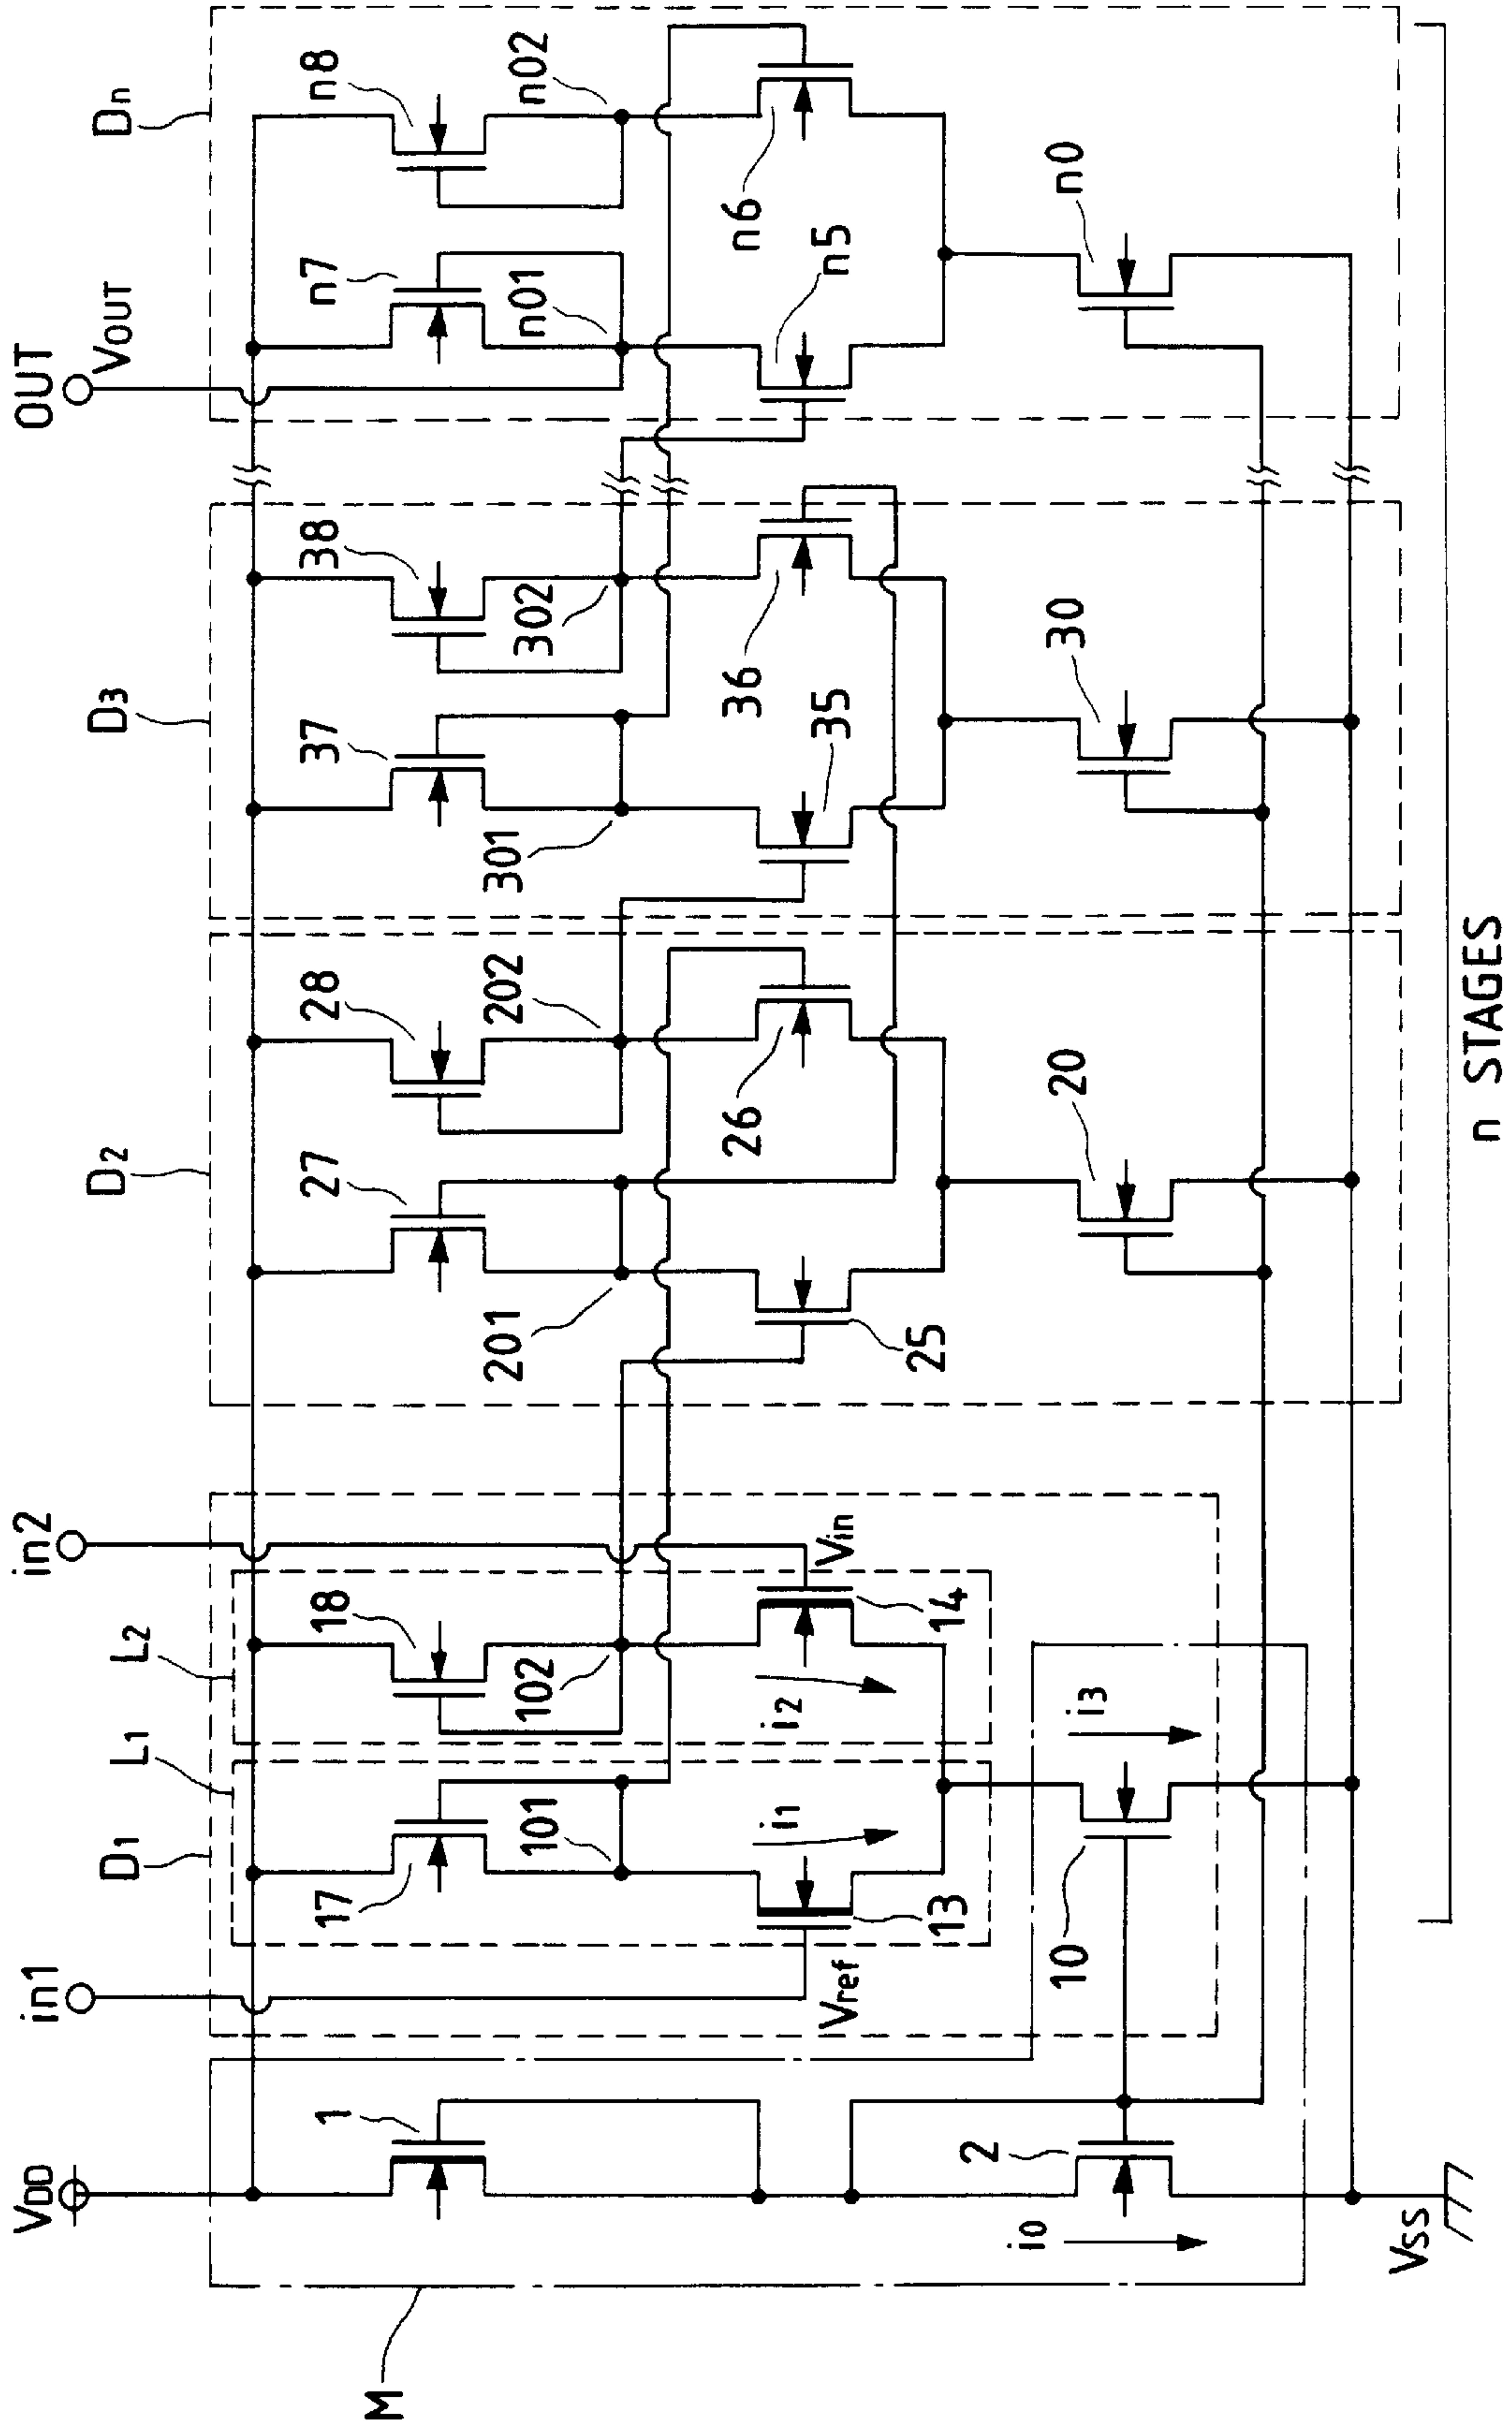 OUT
VOUT
Dn
n7
n8
n01
n02
n5
n6
n0
D3
37
38
301
302
35
36
30
D2
27
28
201
202
25
26
20
in2
in1
D1
L1
L2
17
18
101
102
i1
i2
13
14
Vref
Vin
10
i3
VDD
1
2
i0
VSS
M
n STAGES